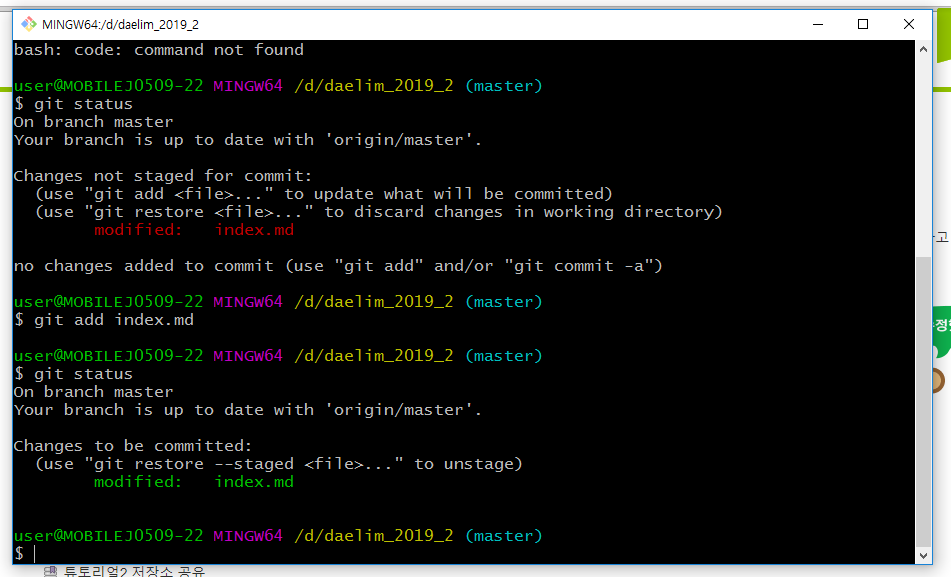 MINGW64:/d/daelim_2019_2
bash: code: command not found
user@MOBILEJ0509-22 MINGW64 /d/daelim_2019_2 (master)
$ git status
On branch master
Your branch is up to date with 'origin/master'.
Changes not staged for commit:
  (use "git add <file>..." to update what will be committed)
  (use "git restore <file>..." to discard changes in working directory)
        modified:   index.md
no changes added to commit (use "git add" and/or "git commit -a")
user@MOBILEJ0509-22 MINGW64 /d/daelim_2019_2 (master)
$ git add index.md
user@MOBILEJ0509-22 MINGW64 /d/daelim_2019_2 (master)
$ git status
On branch master
Your branch is up to date with 'origin/master'.
Changes to be committed:
  (use "git restore --staged <file>..." to unstage)
        modified:   index.md
user@MOBILEJ0509-22 MINGW64 /d/daelim_2019_2 (master)
$
튜토리얼2 저장소 공유